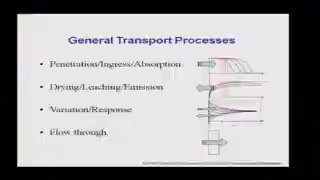 General Transport Processes
• Penetration/Ingress/Absorption
• Drying/Leaching/Emission
• Variation/Response
• Flow through